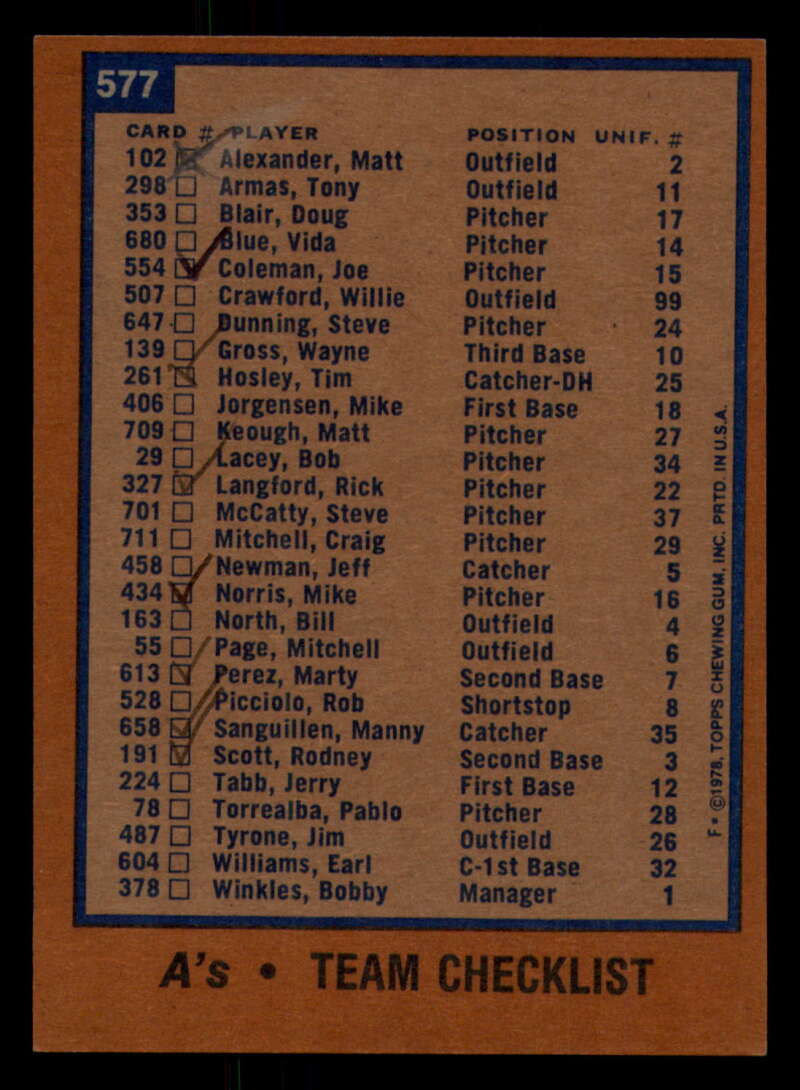 577
CARD # PLAYER POSITION UNIF. #
102 Alexander, Matt Outfield 2
298 Armas, Tony Outfield 11
353 Blair, Doug Pitcher 17
680 Blue, Vida Pitcher 14
554 Coleman, Joe Pitcher 15
507 Crawford, Willie Outfield 99
647 Dunning, Steve Pitcher 24
139 Gross, Wayne Third Base 10
261 Hosley, Tim Catcher-DH 25
406 Jorgensen, Mike First Base 18
709 Keough, Matt Pitcher 27
29 Lacey, Bob Pitcher 34
327 Langford, Rick Pitcher 22
701 McCatty, Steve Pitcher 37
711 Mitchell, Craig Pitcher 29
458 Newman, Jeff Catcher 5
434 Norris, Mike Pitcher 16
163 North, Bill Outfield 4
55 Page, Mitchell Outfield 6
613 Perez, Marty Second Base 7
528 Picciolo, Rob Shortstop 8
658 Sanguillen, Manny Catcher 35
191 Scott, Rodney Second Base 3
224 Tabb, Jerry First Base 12
78 Torrealba, Pablo Pitcher 28
487 Tyrone, Jim Outfield 26
604 Williams, Earl C-1st Base 32
378 Winkles, Bobby Manager 1
F• ©1978, TOPPS CHEWING GUM, INC. PRTD. IN U.S.A.
A's • TEAM CHECKLIST